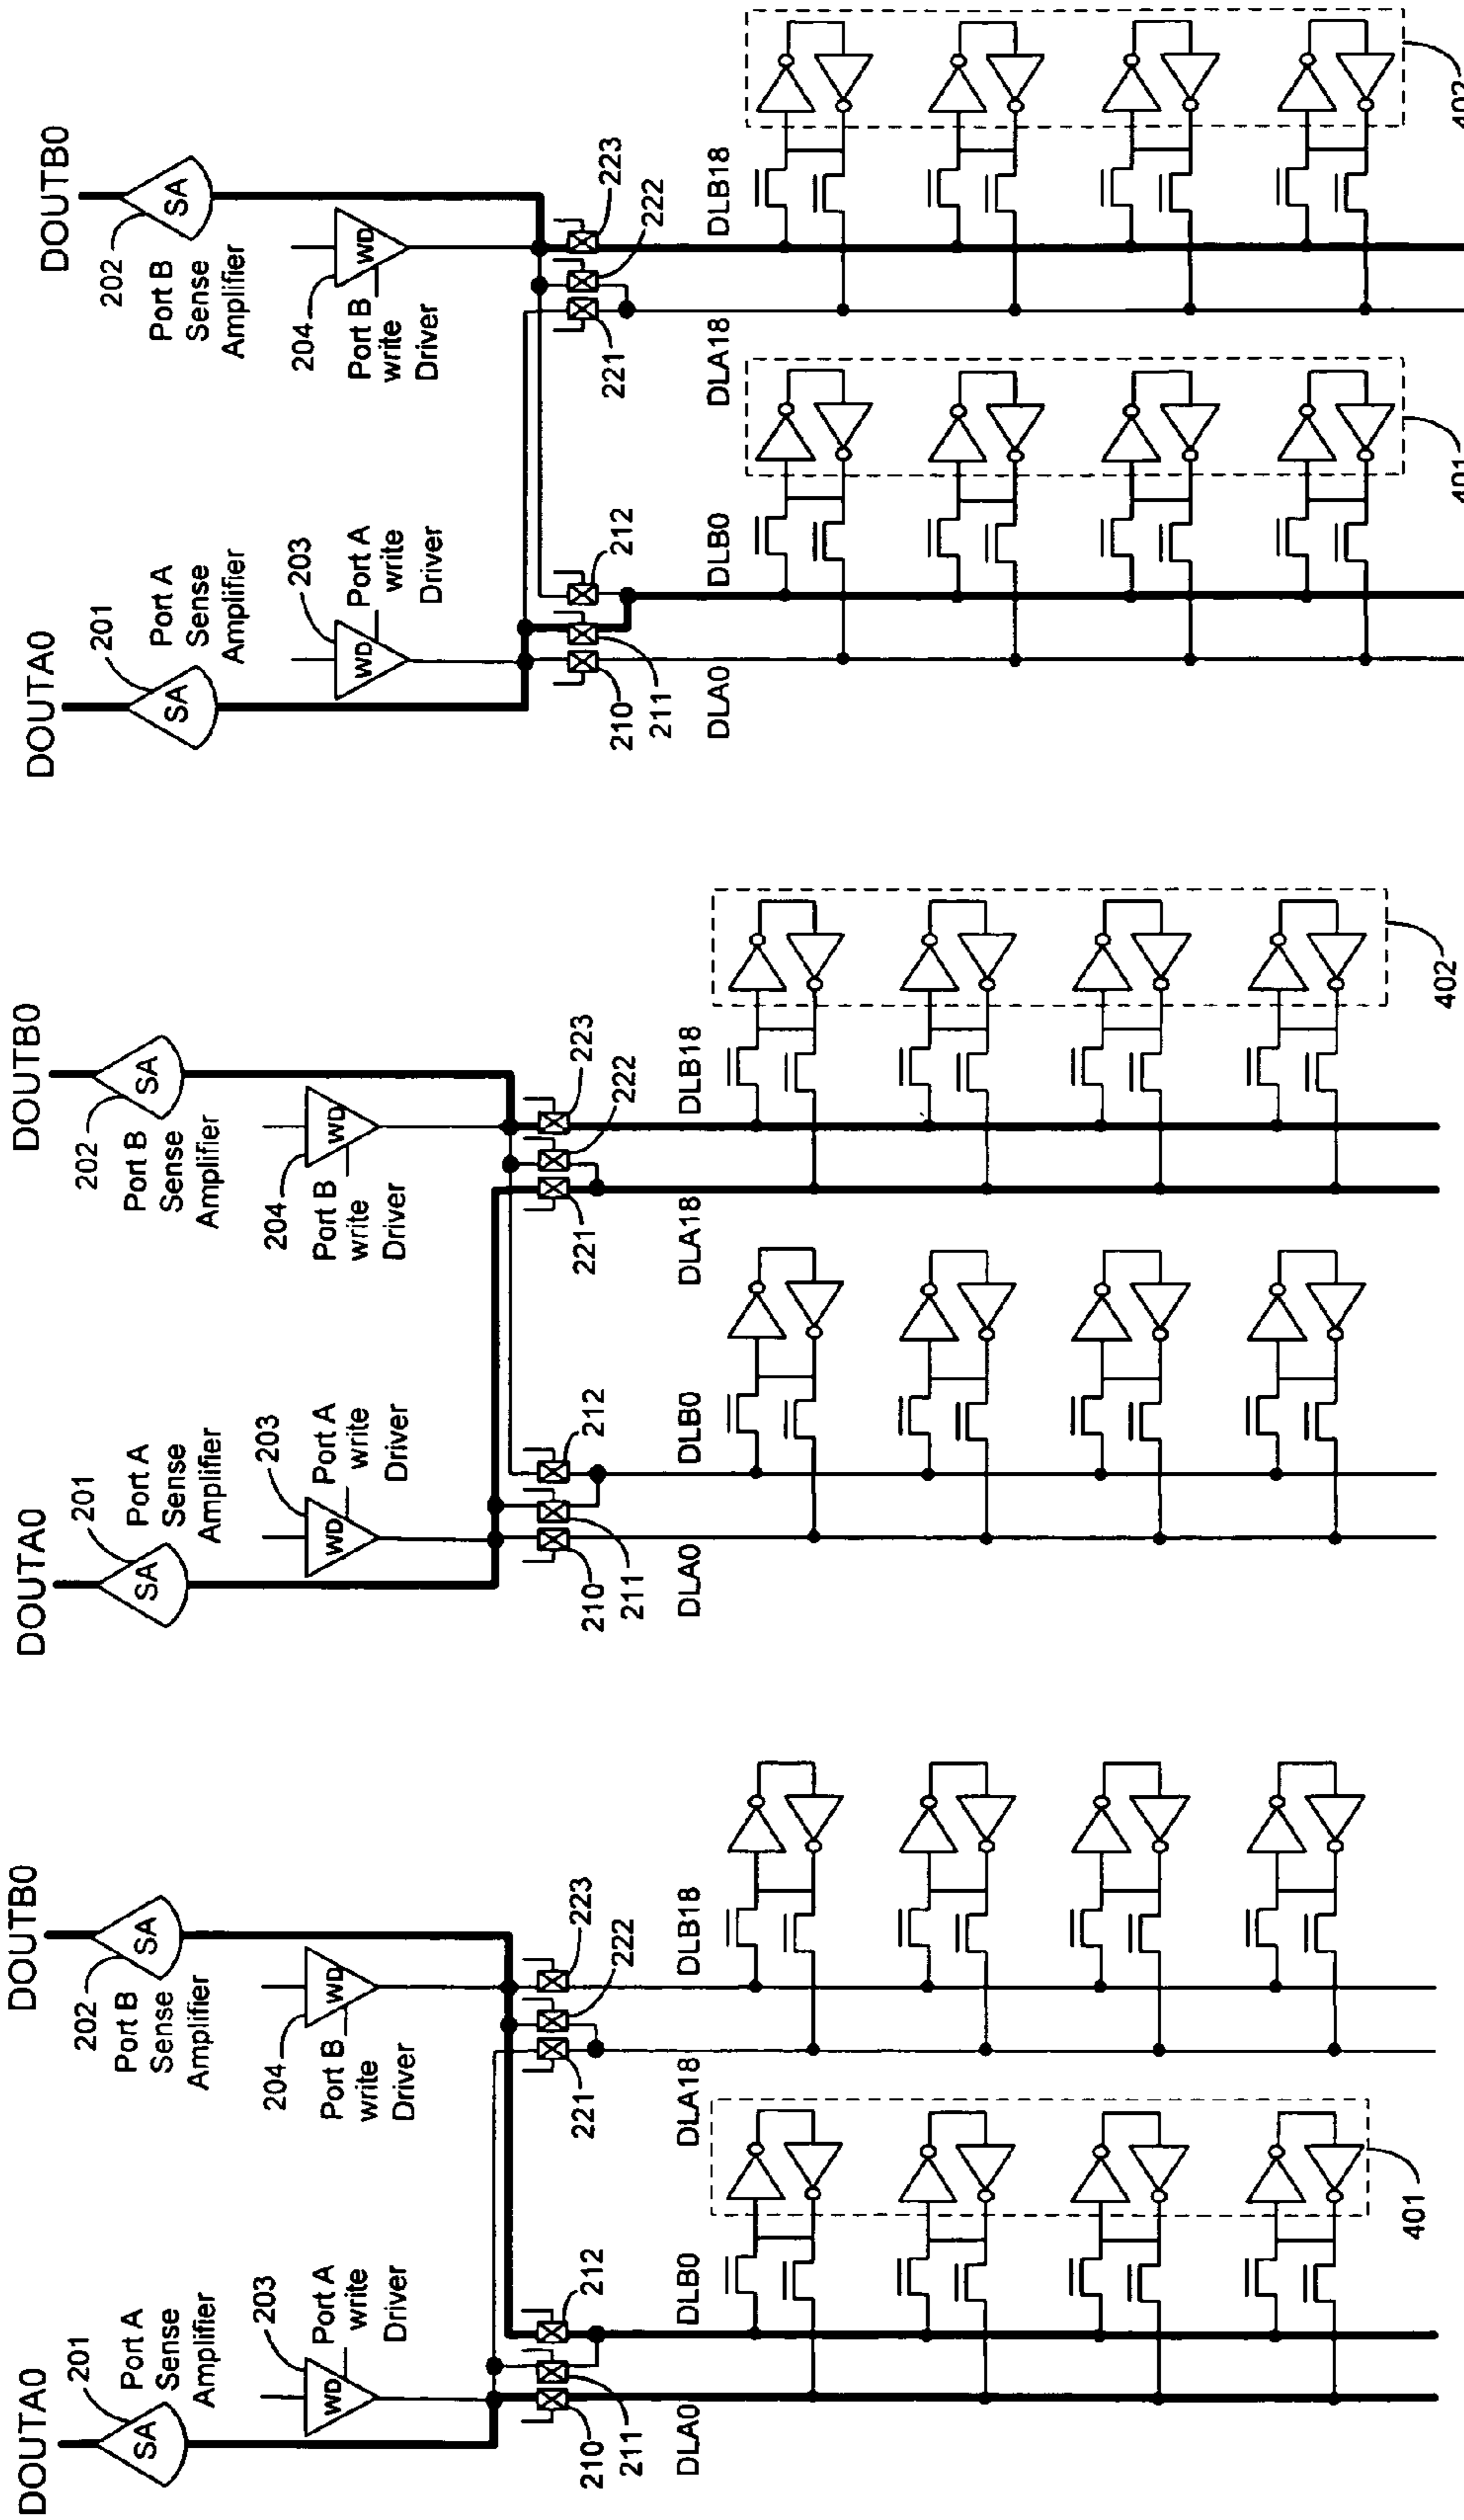 DOUTA0
DOUTB0
201
Port A
Sense
Amplifier
202
Port B
Sense
Amplifier
SA
SA
203
Port A
write
Driver
204
Port B
write
Driver
WD
WD
210
211
212
221
222
223
DLA0
DLB0
DLA18
DLB18
401
DOUTA0
DOUTB0
201
Port A
Sense
Amplifier
202
Port B
Sense
Amplifier
SA
SA
203
Port A
write
Driver
204
Port B
write
Driver
WD
WD
210
211
212
221
222
223
DLA0
DLB0
DLA18
DLB18
402
DOUTA0
DOUTB0
201
Port A
Sense
Amplifier
202
Port B
Sense
Amplifier
SA
SA
203
Port A
write
Driver
204
Port B
write
Driver
WD
WD
210
211
212
221
222
223
DLA0
DLB0
DLA18
DLB18
401
402